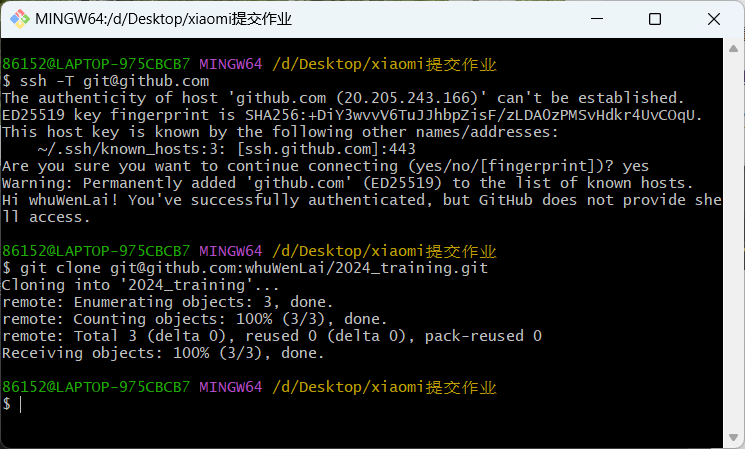 MINGW64:/d/Desktop/xiaomi提交作业
86152@LAPTOP-975CBCB7 MINGW64 /d/Desktop/xiaomi提交作业
$ ssh -T git@github.com
The authenticity of host 'github.com (20.205.243.166)' can't be established.
ED25519 key fingerprint is SHA256:+DiY3wvvV6TuJJhbpZisF/zLDA0zPMSvHdkr4UvCOqU.
This host key is known by the following other names/addresses:
    ~/.ssh/known_hosts:3: [ssh.github.com]:443
Are you sure you want to continue connecting (yes/no/[fingerprint])? yes
Warning: Permanently added 'github.com' (ED25519) to the list of known hosts.
Hi whuWenLai! You've successfully authenticated, but GitHub does not provide she
ll access.
86152@LAPTOP-975CBCB7 MINGW64 /d/Desktop/xiaomi提交作业
$ git clone git@github.com:whuWenLai/2024_training.git
Cloning into '2024_training'...
remote: Enumerating objects: 3, done.
remote: Counting objects: 100% (3/3), done.
remote: Total 3 (delta 0), reused 0 (delta 0), pack-reused 0
Receiving objects: 100% (3/3), done.
86152@LAPTOP-975CBCB7 MINGW64 /d/Desktop/xiaomi提交作业
$